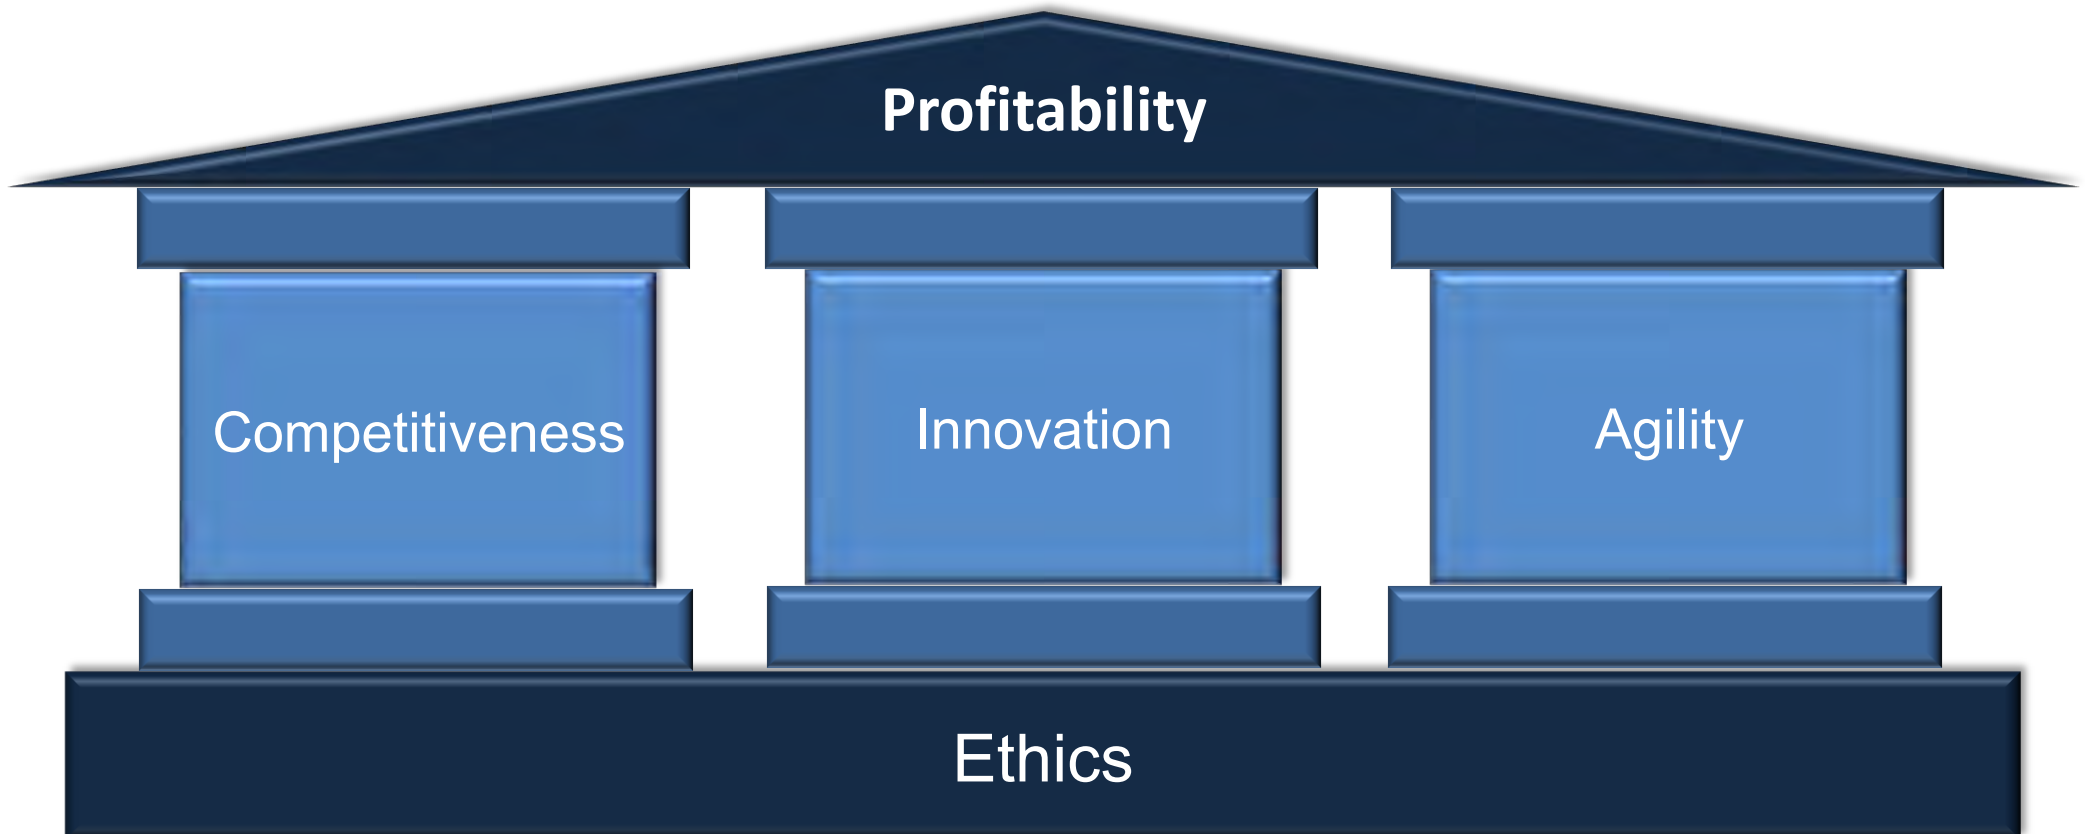 Profitability
Competitiveness
Innovation
Agility
Ethics